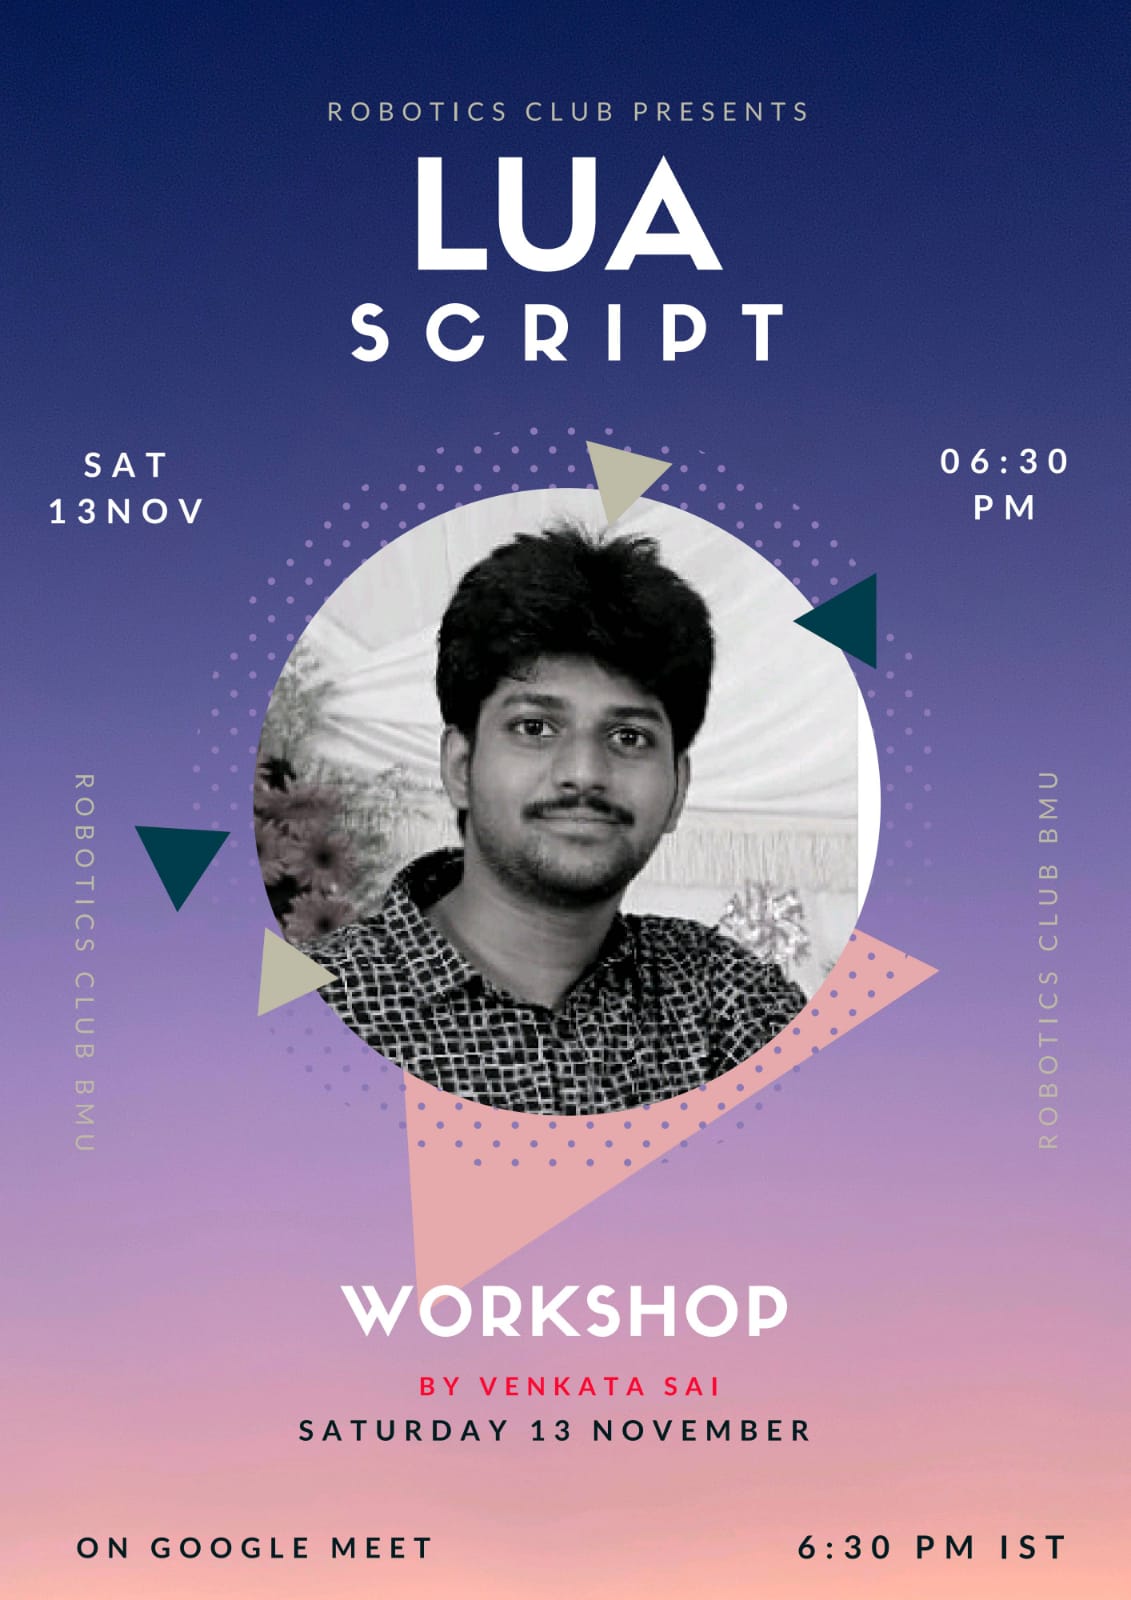 ROBOTICS CLUB PRESENTS
LUA
SCRIPT
SAT
13NOV
06:30
PM
ROBOTICS CLUB BMU
ROBOTICS CLUB BMU
WORKSHOP
BY VENKATA SAI
SATURDAY 13 NOVEMBER
ON GOOGLE MEET
6:30 PM IST